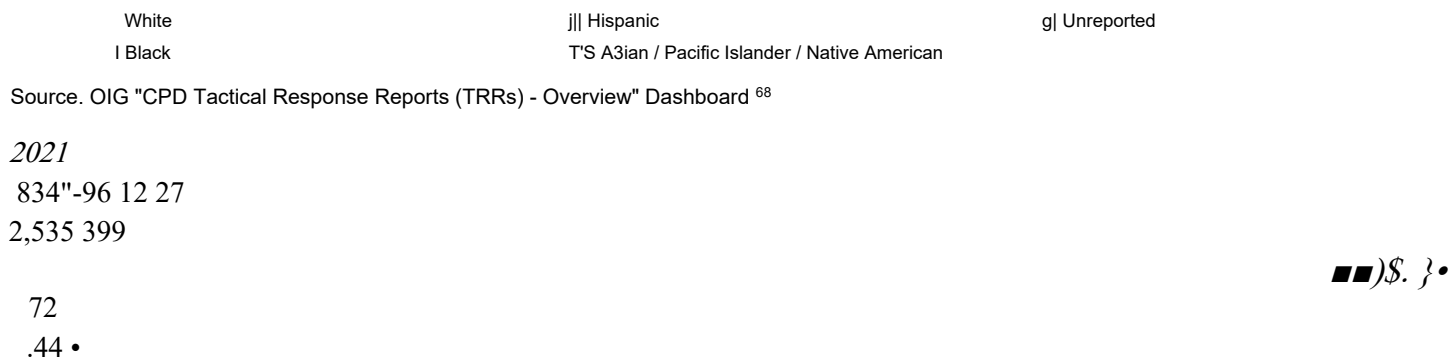 White j|| Hispanic g| Unreported
I Black T'S A3ian / Pacific Islander / Native American
Source. OIG "CPD Tactical Response Reports (TRRs) - Overview" Dashboard 68
2021
834"-96 12 27
2,535 399
■■)$. }•
72
.44 •